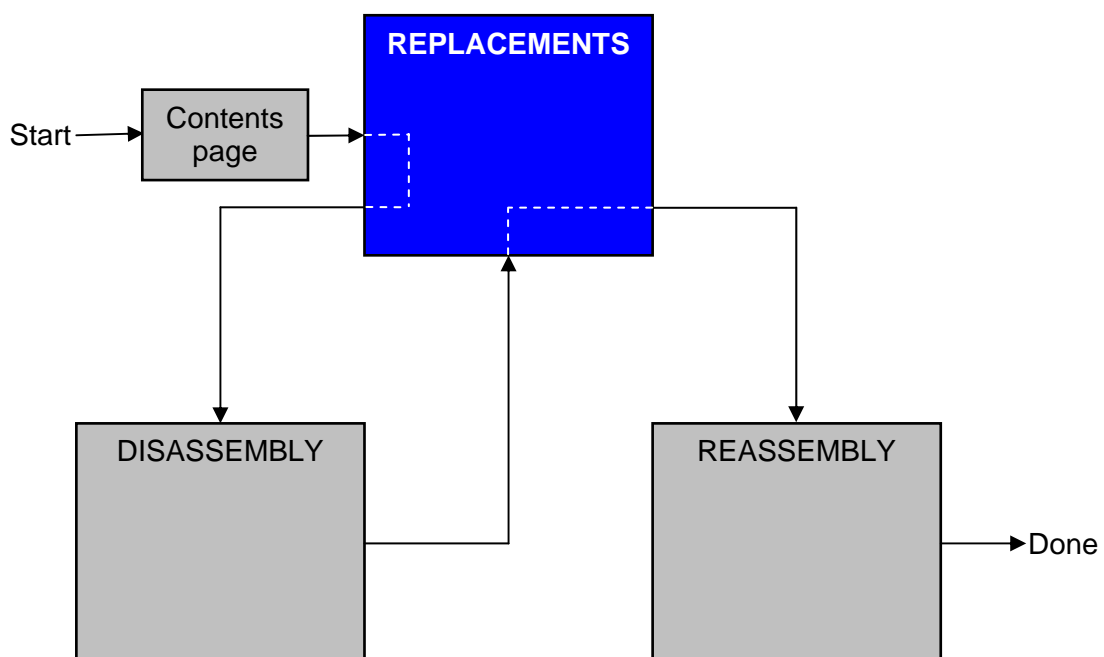 REPLACEMENTS
Start
Contents
page
DISASSEMBLY
REASSEMBLY
Done